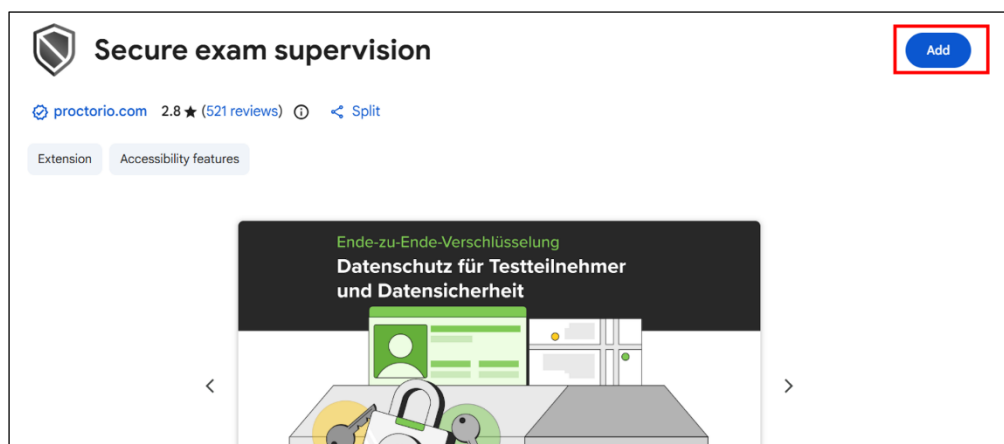 Secure exam supervision
Add
proctorio.com 2.8 ★ (521 reviews) Split
Extension Accessibility features
Ende-zu-Ende-Verschlüsselung
Datenschutz für Testteilnehmer
und Datensicherheit